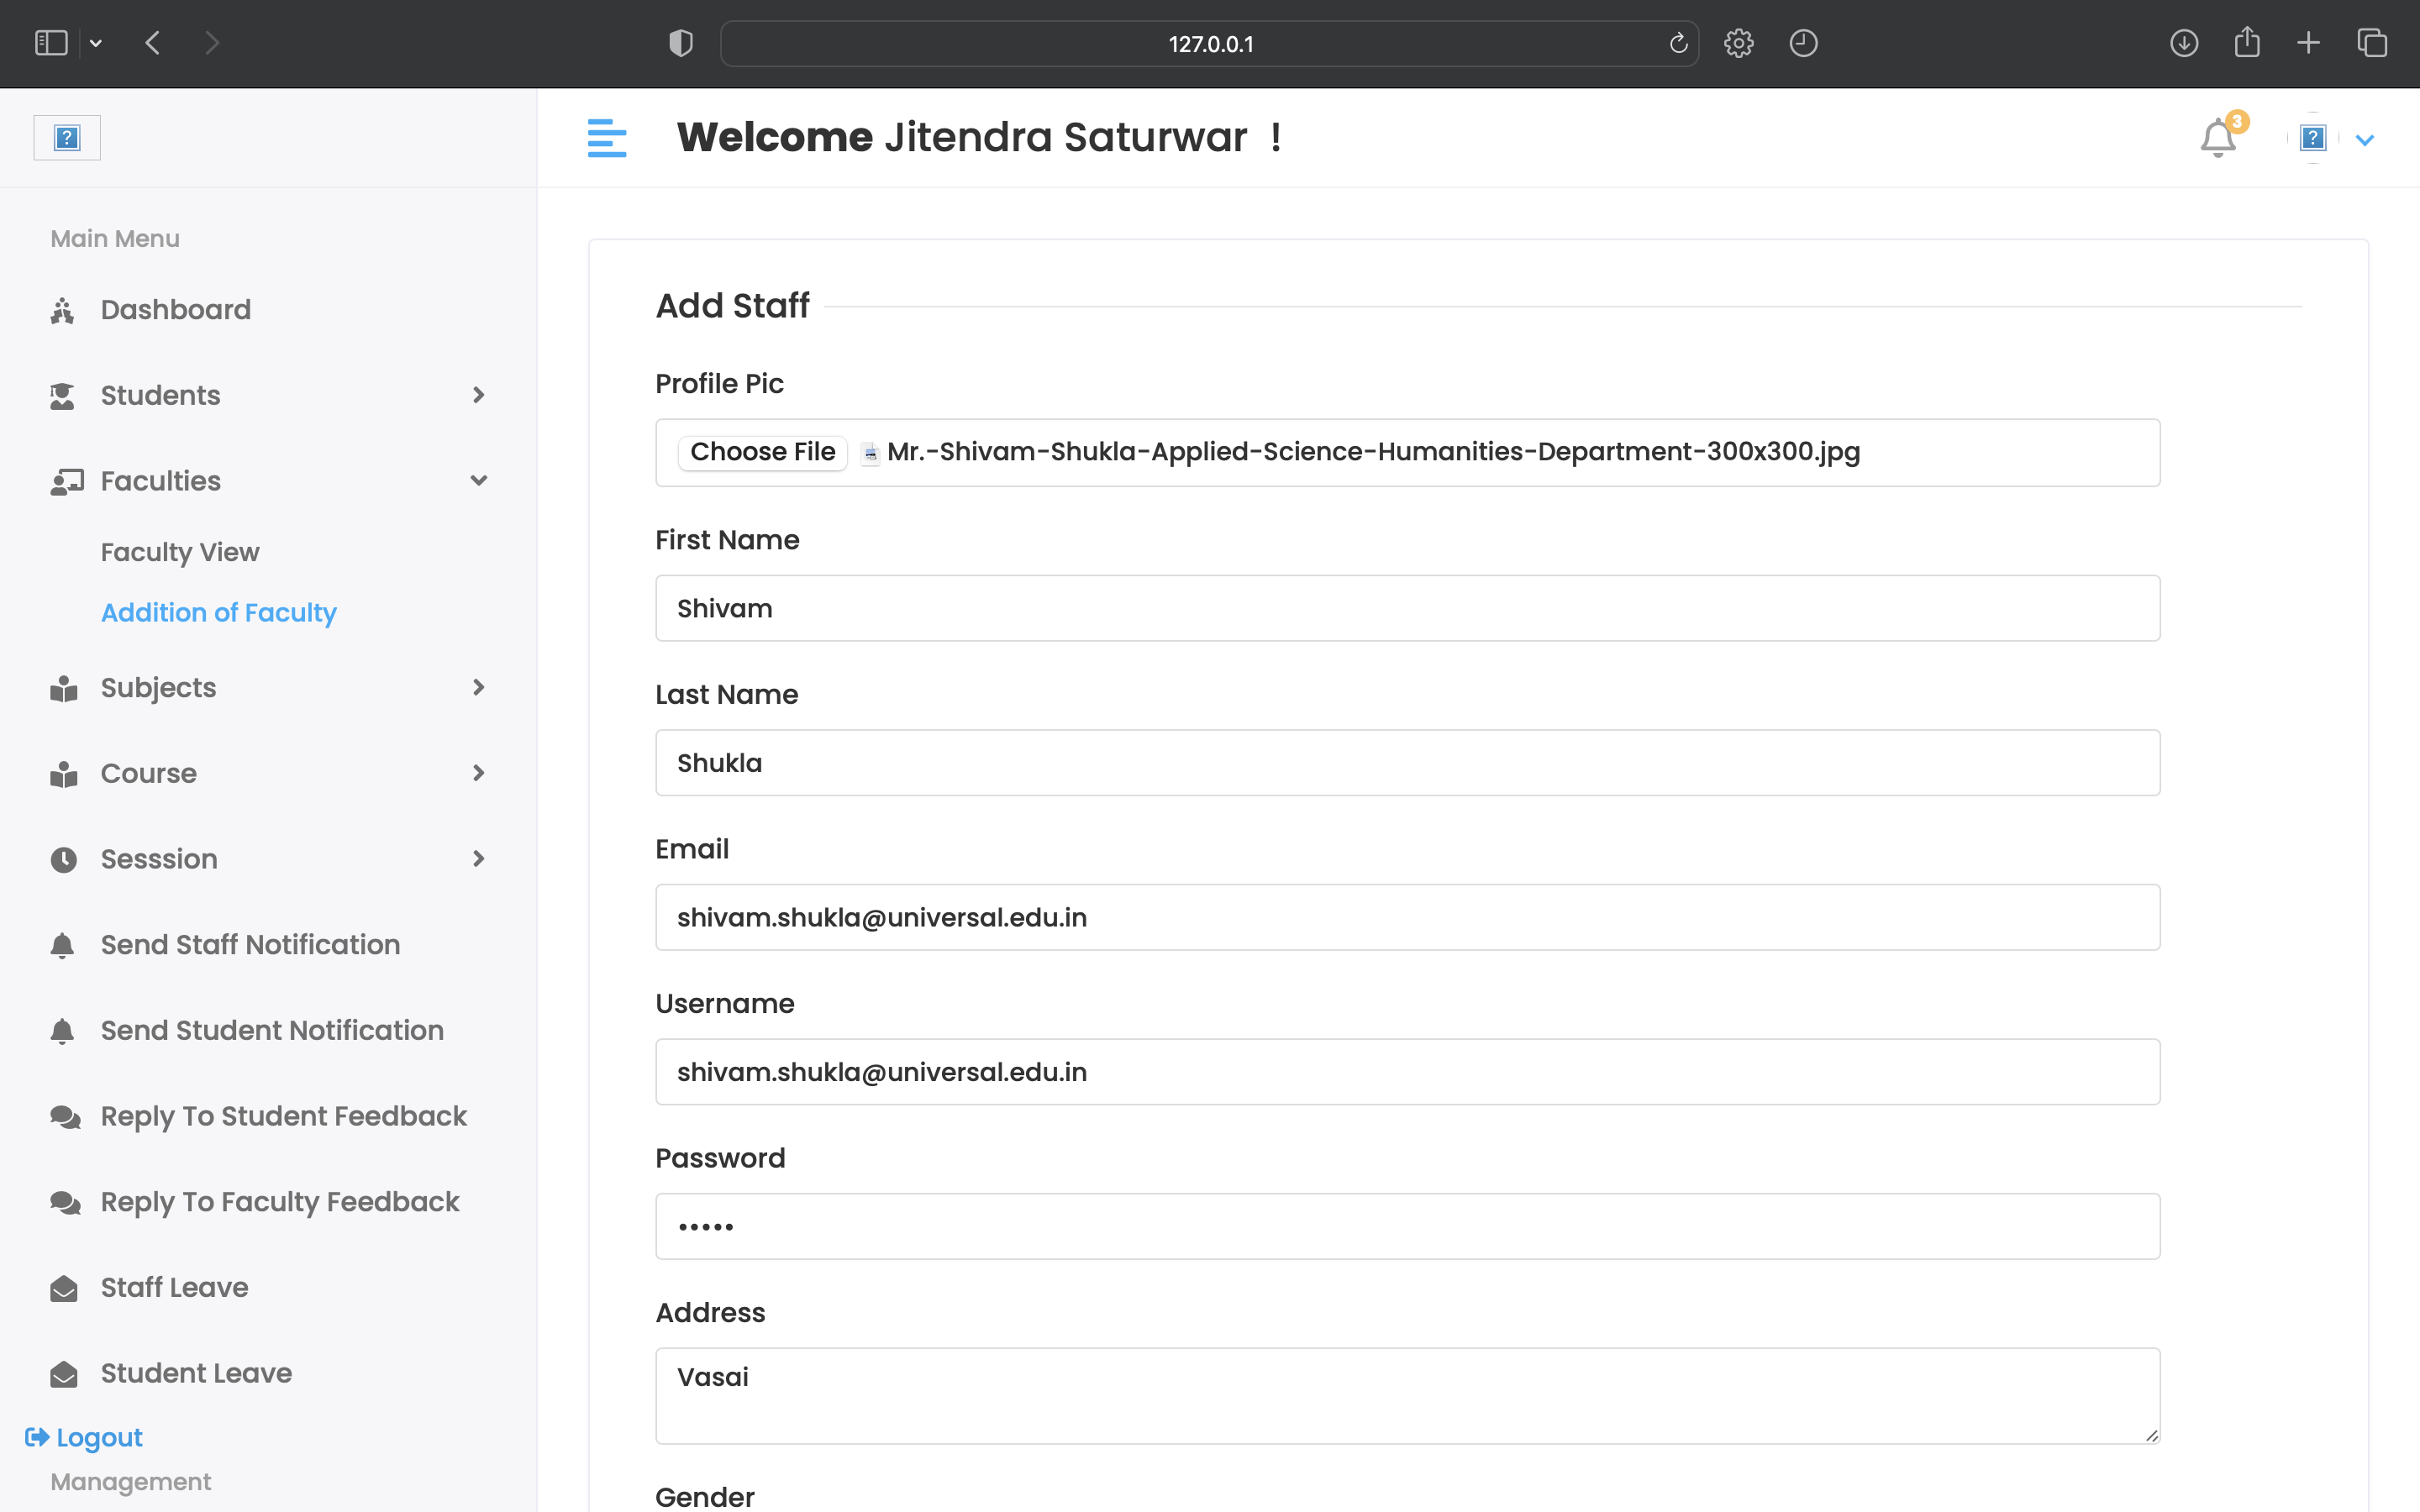 127.0.0.1
Welcome Jitendra Saturwar !
3
Main Menu
Dashboard
Students
Faculties
Faculty View
Addition of Faculty
Subjects
Course
Sesssion
Send Staff Notification
Send Student Notification
Reply To Student Feedback
Reply To Faculty Feedback
Staff Leave
Student Leave
Logout
Management
Add Staff
Profile Pic
Choose File Mr.-Shivam-Shukla-Applied-Science-Humanities-Department-300x300.jpg
First Name
Shivam
Last Name
Shukla
Email
shivam.shukla@universal.edu.in
Username
shivam.shukla@universal.edu.in
Password
•••••
Address
Vasai
Gender